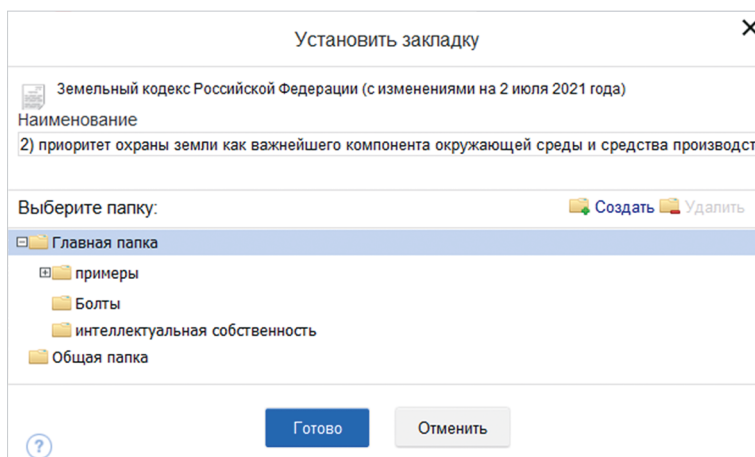 Установить закладку
Земельный кодекс Российской Федерации (с изменениями на 2 июля 2021 года)
Наименование
2) приоритет охраны земли как важнейшего компонента окружающей среды и средства производст
Выберите папку:
Создать Удалить
Главная папка
примеры
Болты
интеллектуальная собственность
Общая папка
Готово Отменить
?